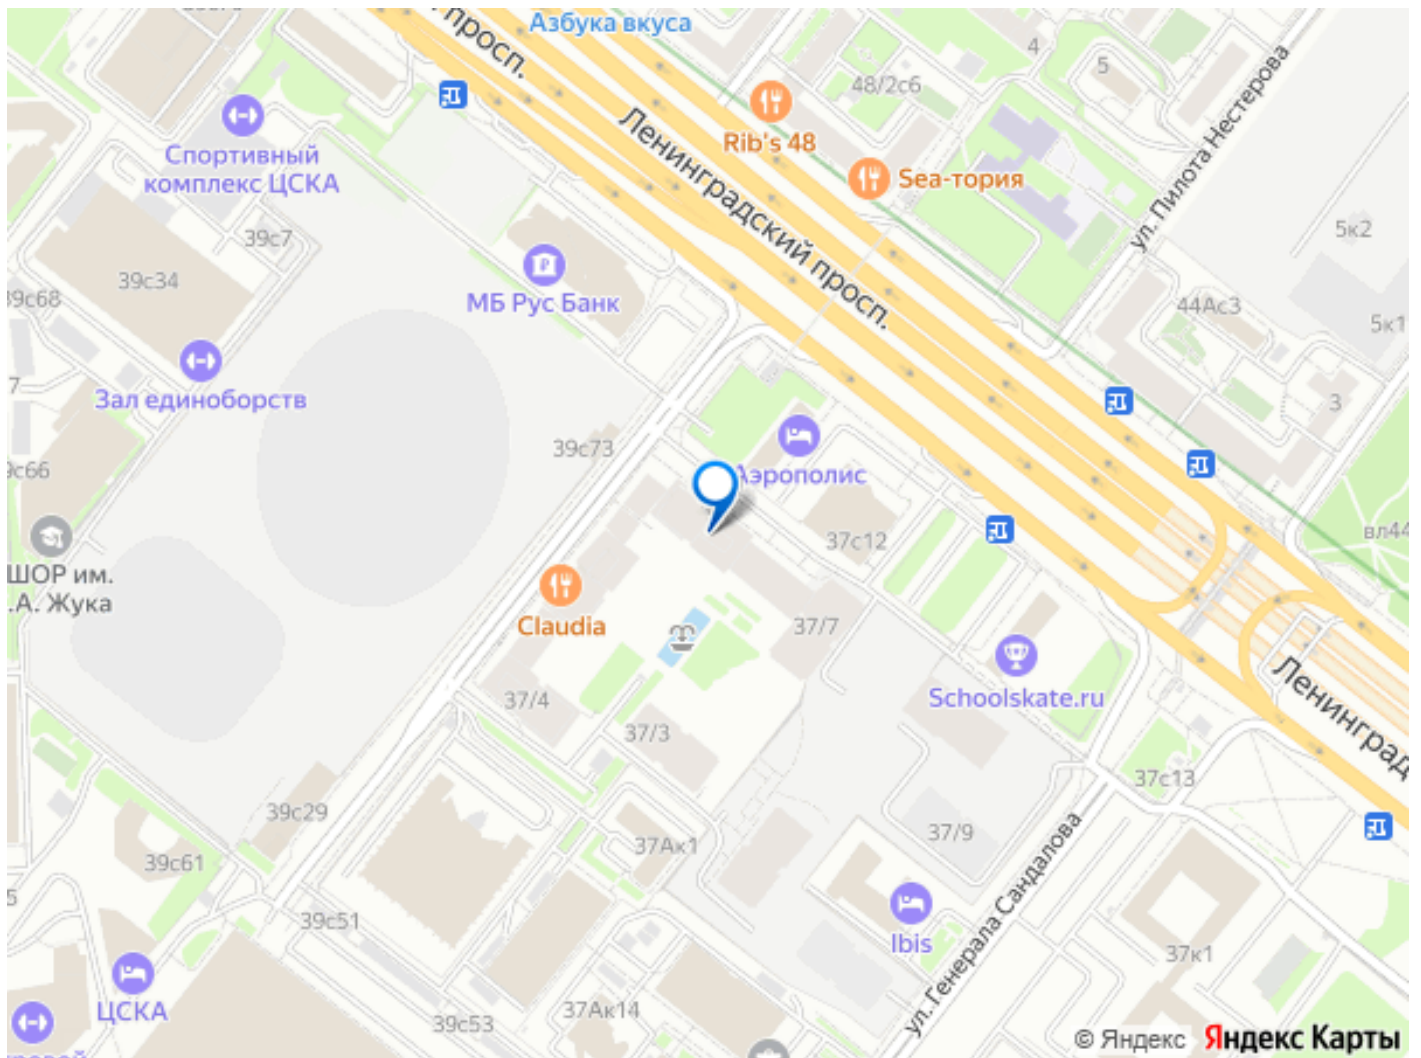 Азбука вкуса
просп.
4
5
48/2с6
ул. Пилота Нестерова
Rib's 48
Sea-тория
Ленинградский просп.
Спортивный
комплекс ЦСКА
39с7
39с34
39с68
МБ Рус Банк
5к2
44Ас3
5к1
7
Зал единоборств
3
39с73
Аэрополис
вл44
37с12
ШОР им.
.А. Жука
Claudia
37/7
Schoolskate.ru
37/4
37/3
Ленинград
37с13
39с29
37/9
37Ак1
39с61
5
39с51
Ibis
ул. Генерала Сандалова
37к1
ЦСКА
37Ак14
39с53
© Яндекс Яндекс Карты